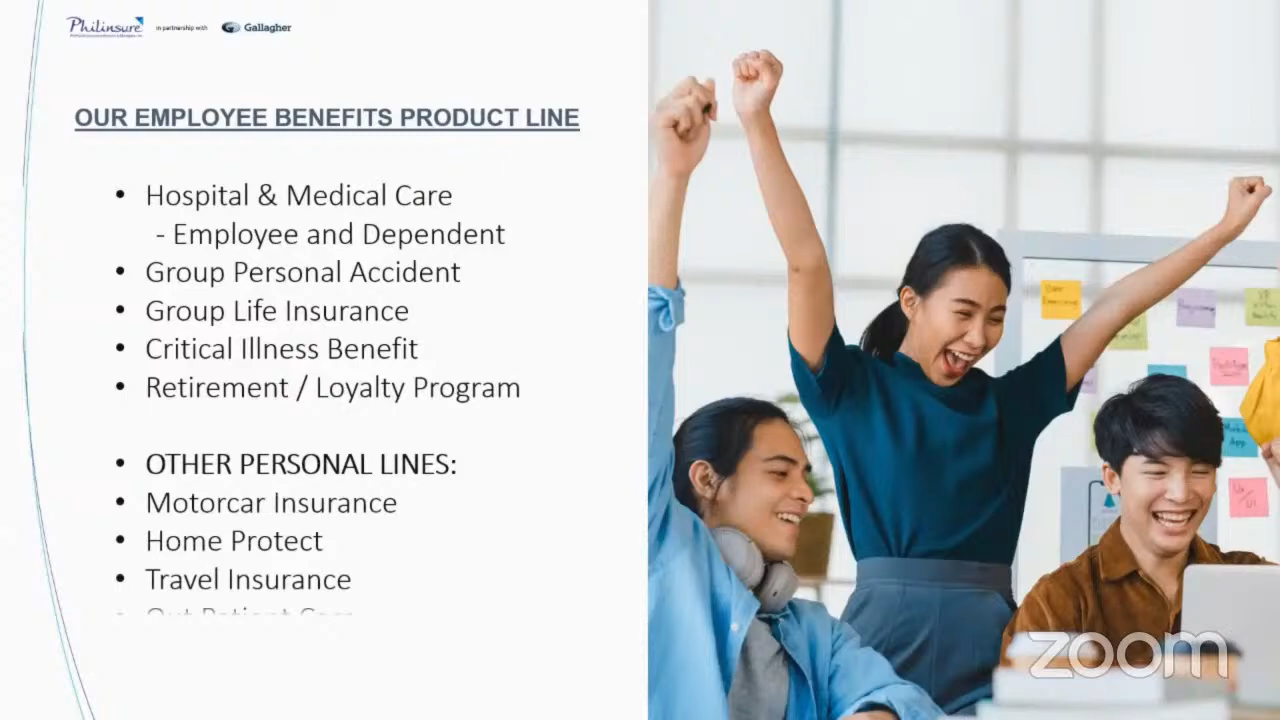 Philinsure
in partnership with
Gallagher
OUR EMPLOYEE BENEFITS PRODUCT LINE
• Hospital & Medical Care
- Employee and Dependent
• Group Personal Accident
• Group Life Insurance
• Critical Illness Benefit
• Retirement / Loyalty Program
• OTHER PERSONAL LINES:
• Motorcar Insurance
• Home Protect
• Travel Insurance
zoom